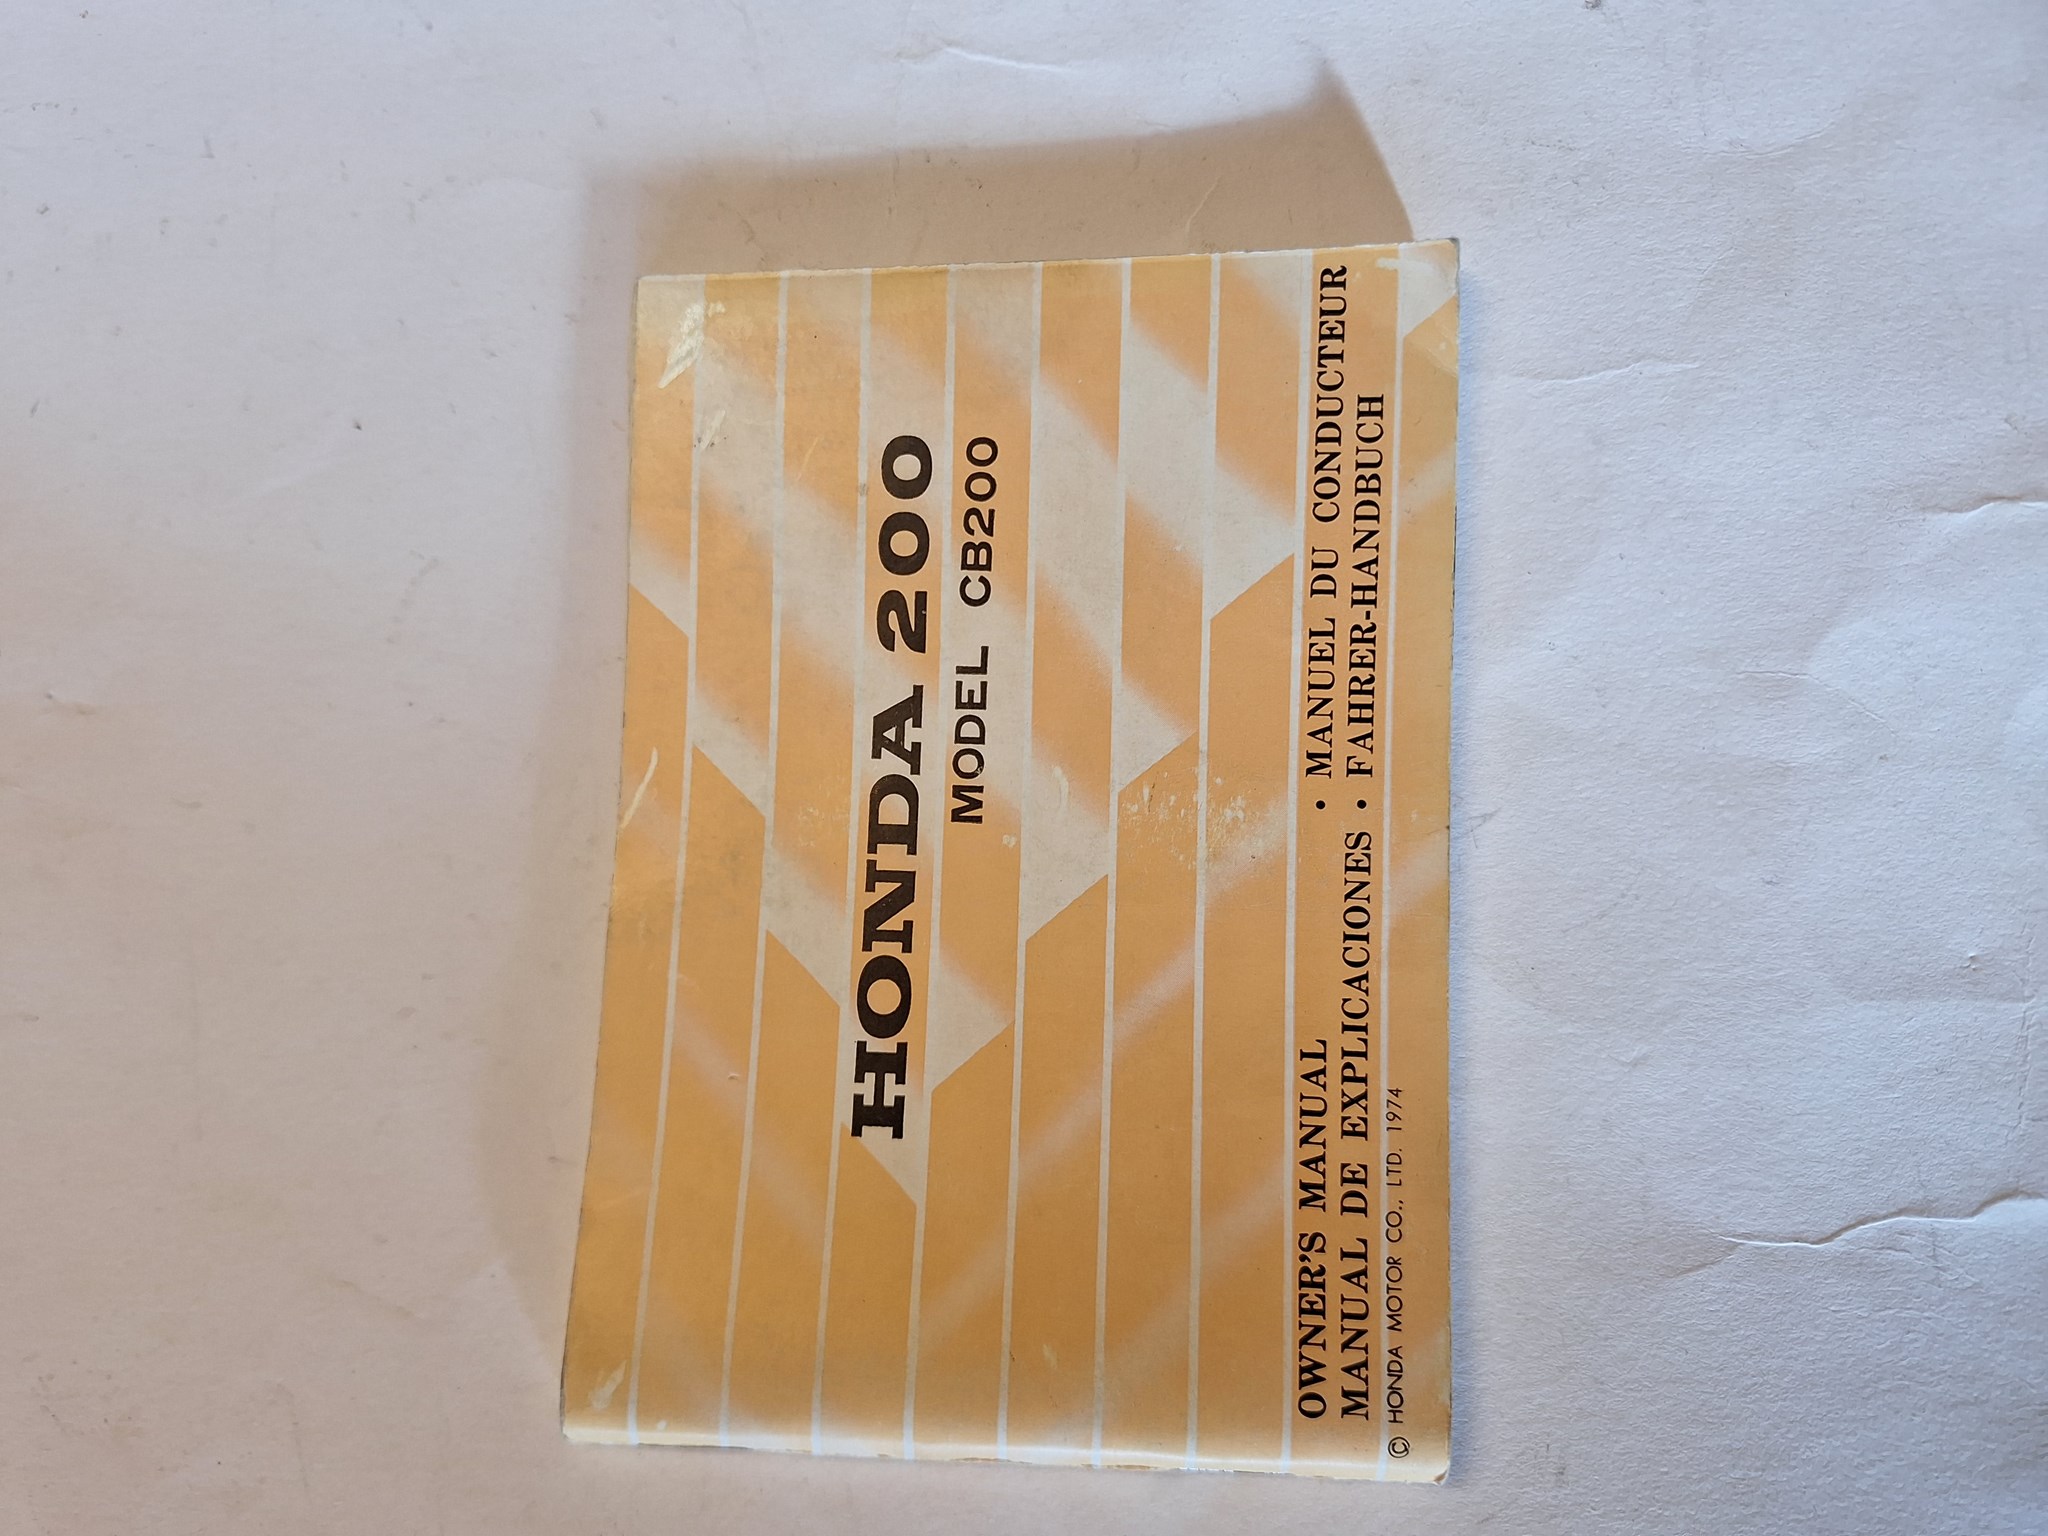 HONDA 200
MODEL CB200
OWNER'S MANUAL • MANUEL DU CONDUCTEUR
MANUAL DE EXPLICACIONES • FAHRER-HANDBUCH
© HONDA MOTOR CO., LTD. 1974